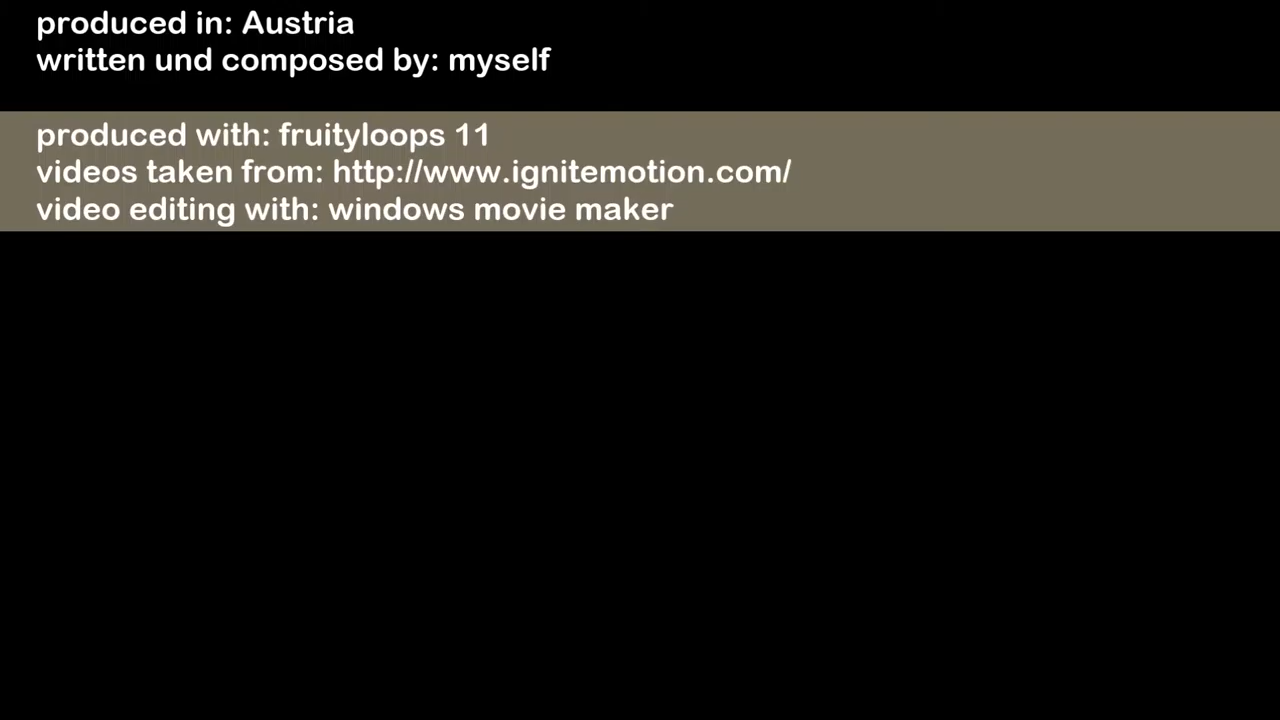 produced in: Austria
written und composed by: myself
produced with: fruityloops 11
videos taken from: http://www.ignitemotion.com/
video editing with: windows movie maker